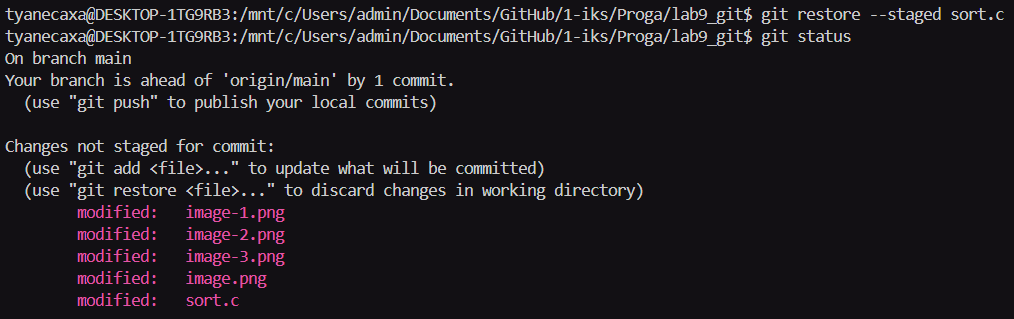 tyanecaxa@DESKTOP-1TG9RB3:/mnt/c/Users/admin/Documents/GitHub/1-iks/Proga/lab9_git$ git restore --staged sort.c
tyanecaxa@DESKTOP-1TG9RB3:/mnt/c/Users/admin/Documents/GitHub/1-iks/Proga/lab9_git$ git status
On branch main
Your branch is ahead of 'origin/main' by 1 commit.
  (use "git push" to publish your local commits)

Changes not staged for commit:
  (use "git add <file>..." to update what will be committed)
  (use "git restore <file>..." to discard changes in working directory)
        modified:   image-1.png
        modified:   image-2.png
        modified:   image-3.png
        modified:   image.png
        modified:   sort.c